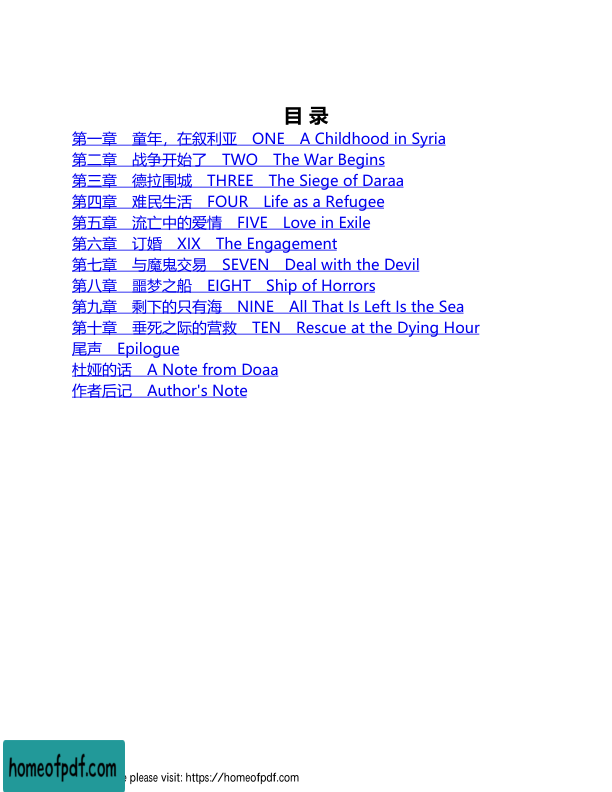 目 录
第一章　童年，在叙利亚　ONE　A Childhood in Syria
第二章　战争开始了　TWO　The War Begins
第三章　德拉围城　THREE　The Siege of Daraa
第四章　难民生活　FOUR　Life as a Refugee
第五章　流亡中的爱情　FIVE　Love in Exile
第六章　订婚　XIX　The Engagement
第七章　与魔鬼交易　SEVEN　Deal with the Devil
第八章　噩梦之船　EIGHT　Ship of Horrors
第九章　剩下的只有海　NINE　All That Is Left Is the Sea
第十章　垂死之际的营救　TEN　Rescue at the Dying Hour
尾声　Epilogue
杜娅的话　A Note from Doaa
作者后记　Author's Note
homeofpdf.com
please visit: https://homeofpdf.com